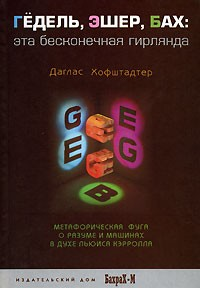 ГЁДЕЛЬ, ЭШЕР, БАХ:
эта бесконечная гирлянда
Даглас Хофштадтер
G E G
E G E
B
МЕТАФОРИЧЕСКАЯ ФУГА
О РАЗУМЕ И МАШИНАХ
В ДУХЕ ЛЬЮИСА КЭРРОЛЛА
ИЗДАТЕЛЬСКИЙ ДОМ БахраХ-М